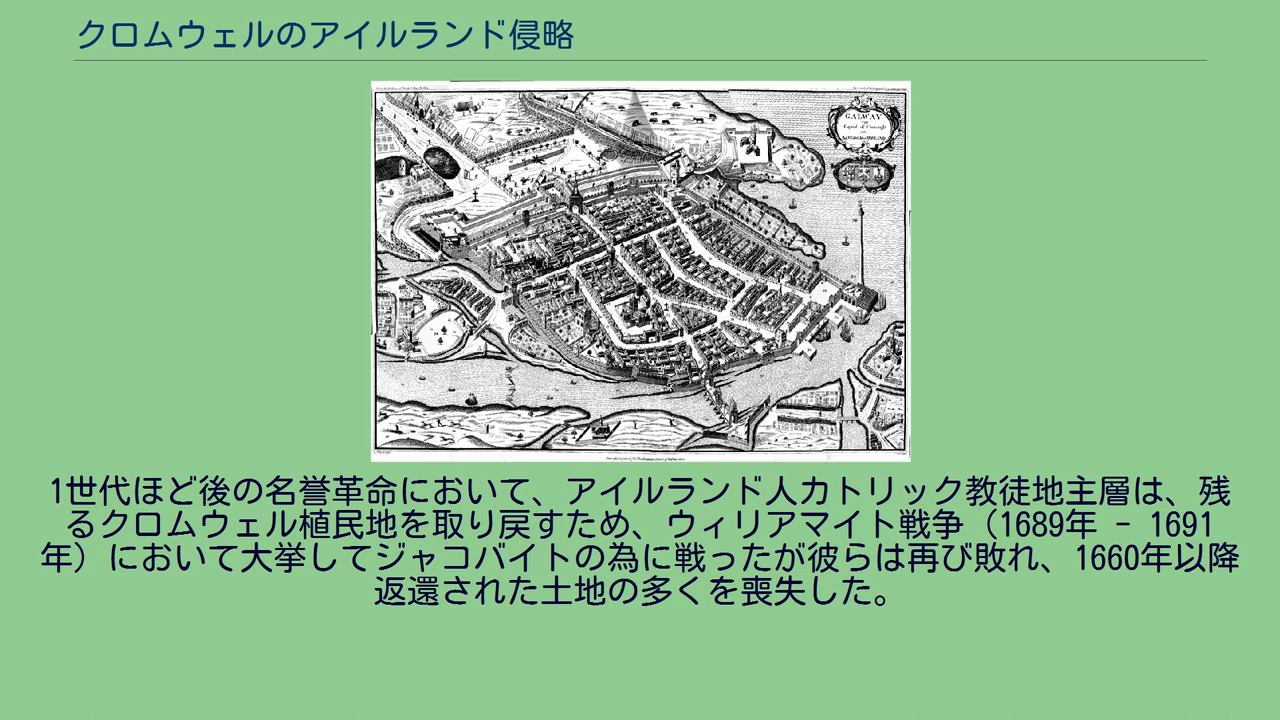 クロムウェルのアイルランド侵略
GALWAY
1世代ほど後の名誉革命において、アイルランド人カトリック教徒地主層は、残
るクロムウェル植民地を取り戻すため、ウィリアマイト戦争（1689年 - 1691
年）において大挙してジャコバイトの為に戦ったが彼らは再び敗れ、1660年以降
返還された土地の多くを喪失した。